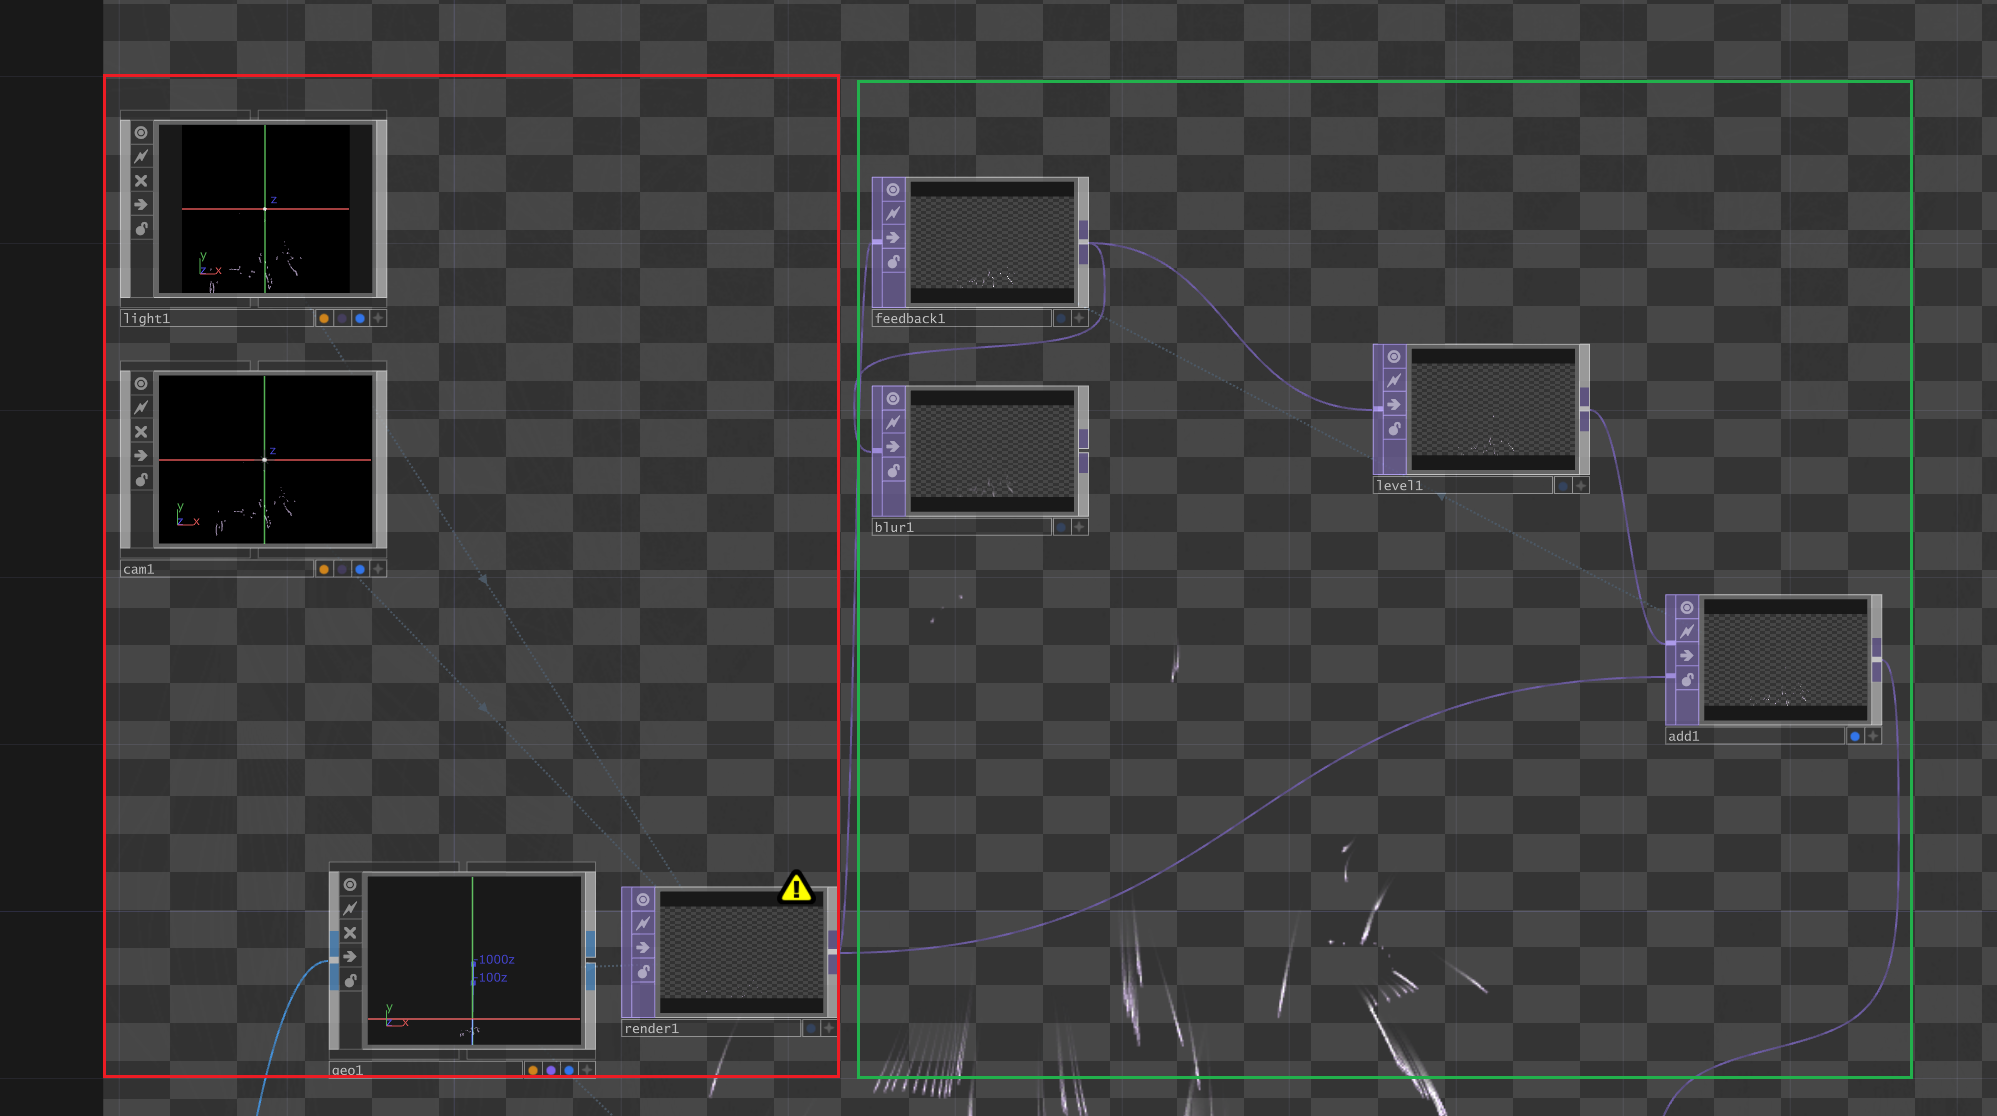 z
y
z x
light1
z
y
z x
cam1
-1000z
-100z
y
z x
geo1
render1
feedback1
blur1
level1
add1